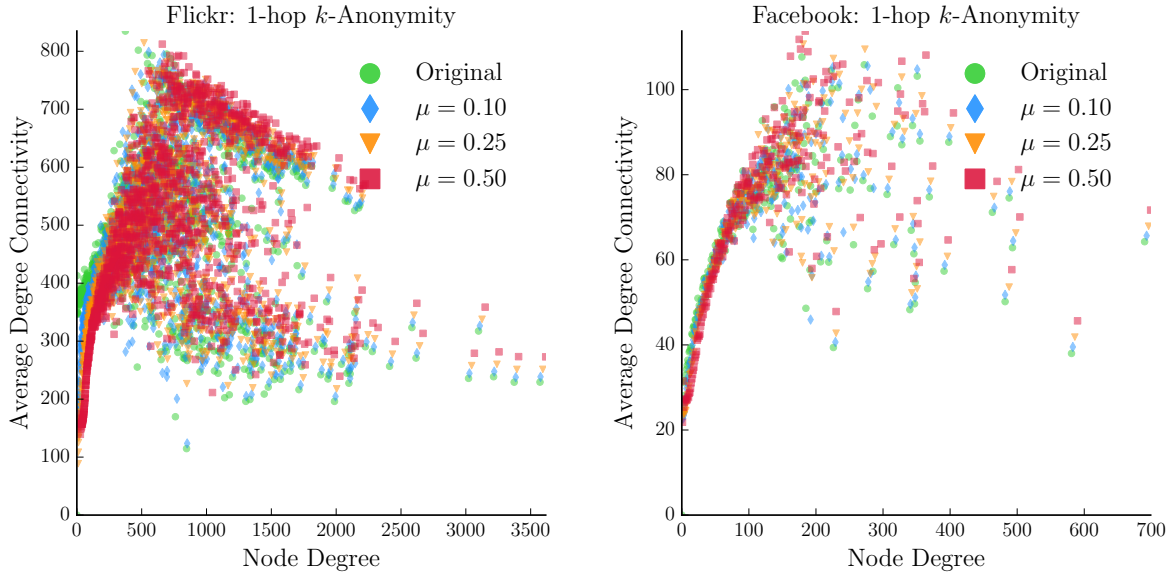 Flickr: 1-hop k-Anonymity
800
700
600
500
400
300
200
100
0
Average Degree Connectivity
Original
μ = 0.10
μ = 0.25
μ = 0.50
0 500 1000 1500 2000 2500 3000 3500
Node Degree
Facebook: 1-hop k-Anonymity
100
80
60
40
20
0
Average Degree Connectivity
Original
μ = 0.10
μ = 0.25
μ = 0.50
0 100 200 300 400 500 600 700
Node Degree